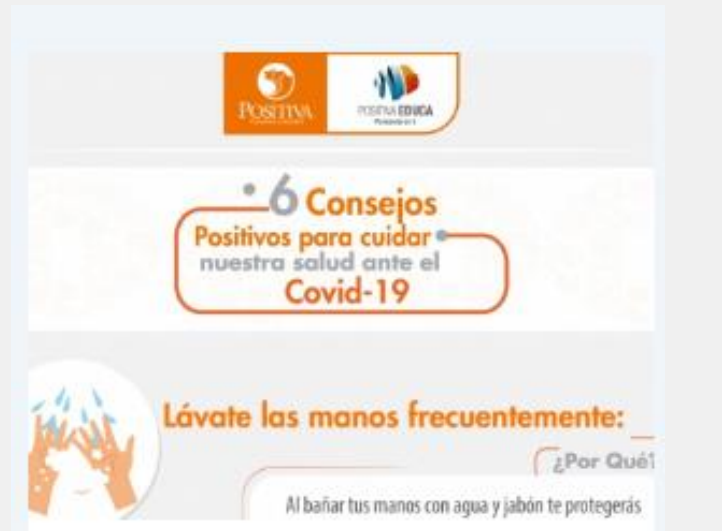 POSITIVA
POSITIVA EDUCA
6 Consejos
Positivos para cuidar
nuestra salud ante el
Covid-19
Lávate las manos frecuentemente:
¿Por Qué?
Al bañar tus manos con agua y jabón te protegerás